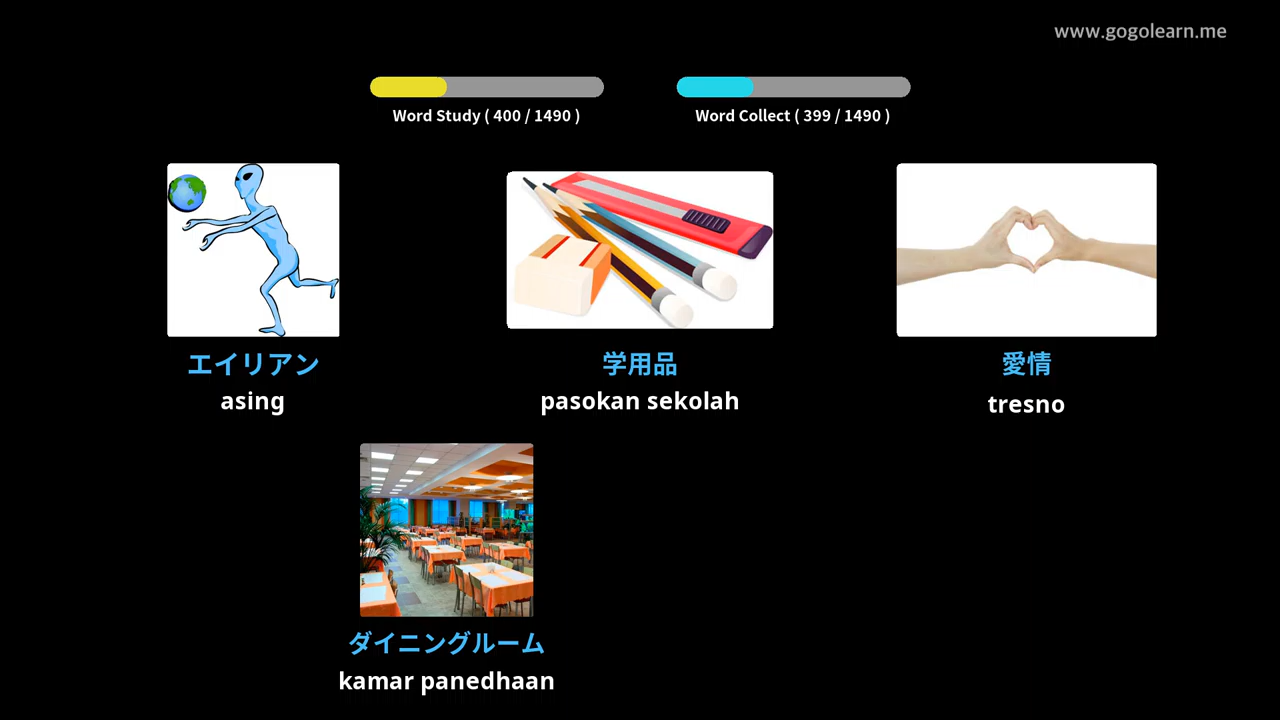 www.gogolearn.me
Word Study ( 400 / 1490 )
Word Collect ( 399 / 1490 )
エイリアン
asing
学用品
pasokan sekolah
愛情
tresno
ダイニングルーム
kamar panedhaan